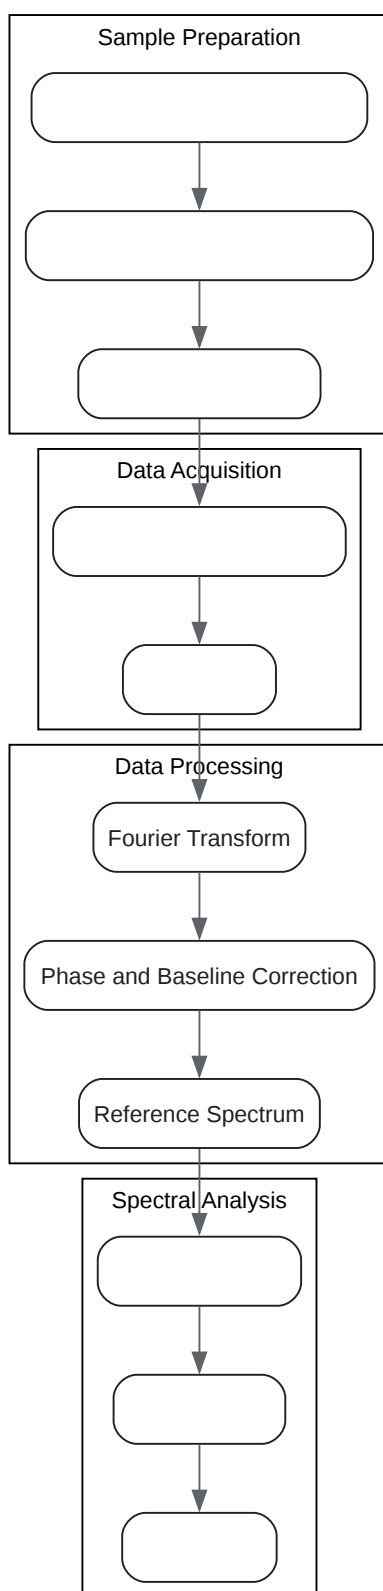 Sample Preparation
Data Acquisition
Data Processing
Fourier Transform
Phase and Baseline Correction
Reference Spectrum
Spectral Analysis